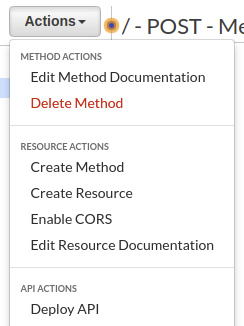 Actions
/ - POST - Me
METHOD ACTIONS
Edit Method Documentation
Delete Method
RESOURCE ACTIONS
Create Method
Create Resource
Enable CORS
Edit Resource Documentation
API ACTIONS
Deploy API